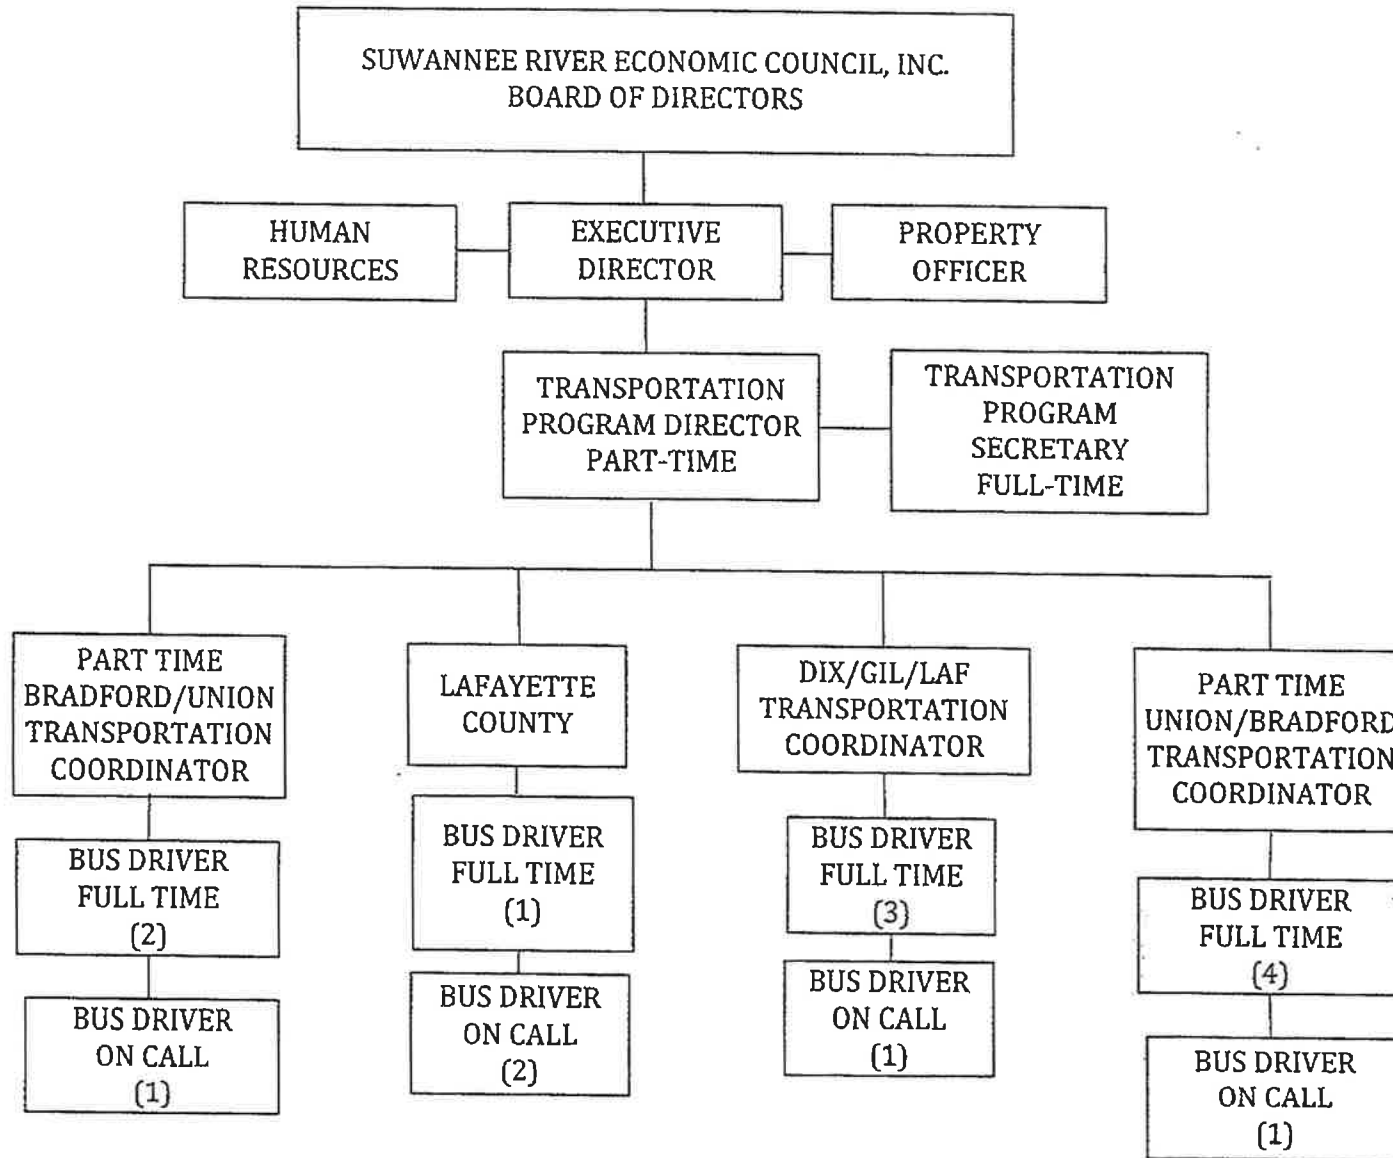 SUWANNEE RIVER ECONOMIC COUNCIL, INC.
BOARD OF DIRECTORS
HUMAN
RESOURCES
EXECUTIVE
DIRECTOR
PROPERTY
OFFICER
TRANSPORTATION
PROGRAM DIRECTOR
PART-TIME
TRANSPORTATION
PROGRAM
SECRETARY
FULL-TIME
PART TIME
BRADFORD/UNION
TRANSPORTATION
COORDINATOR
BUS DRIVER
FULL TIME
(2)
BUS DRIVER
ON CALL
(1)
LAFAYETTE
COUNTY
BUS DRIVER
FULL TIME
(1)
BUS DRIVER
ON CALL
(2)
DIX/GIL/LAF
TRANSPORTATION
COORDINATOR
BUS DRIVER
FULL TIME
(3)
BUS DRIVER
ON CALL
(1)
PART TIME
UNION/BRADFORD
TRANSPORTATION
COORDINATOR
BUS DRIVER
FULL TIME
(4)
BUS DRIVER
ON CALL
(1)